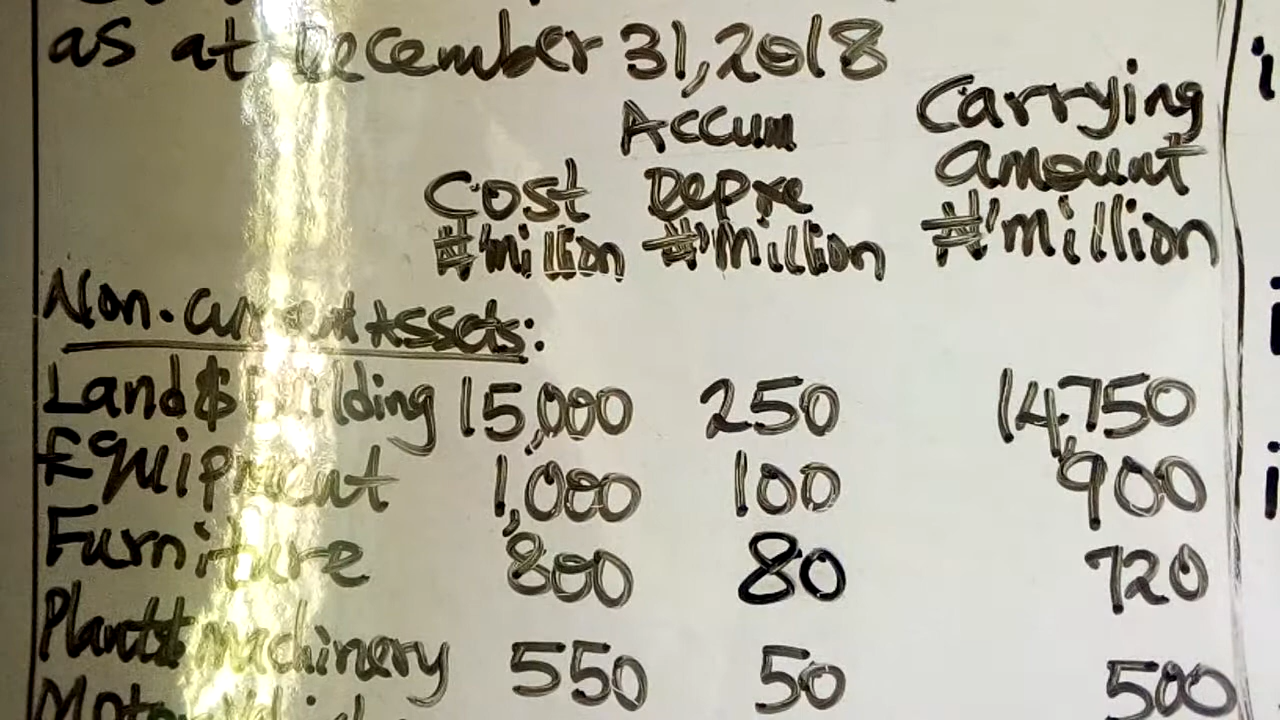 as at December 31, 2018
Accum Carrying
Cost Depre amount
#'million #'million #'million
Non-current Assets:
Land & Building 15,000 250 14,750
Equipment 1,000 100 900
Furniture 800 80 720
Plant & machinery 550 50 500
Motor